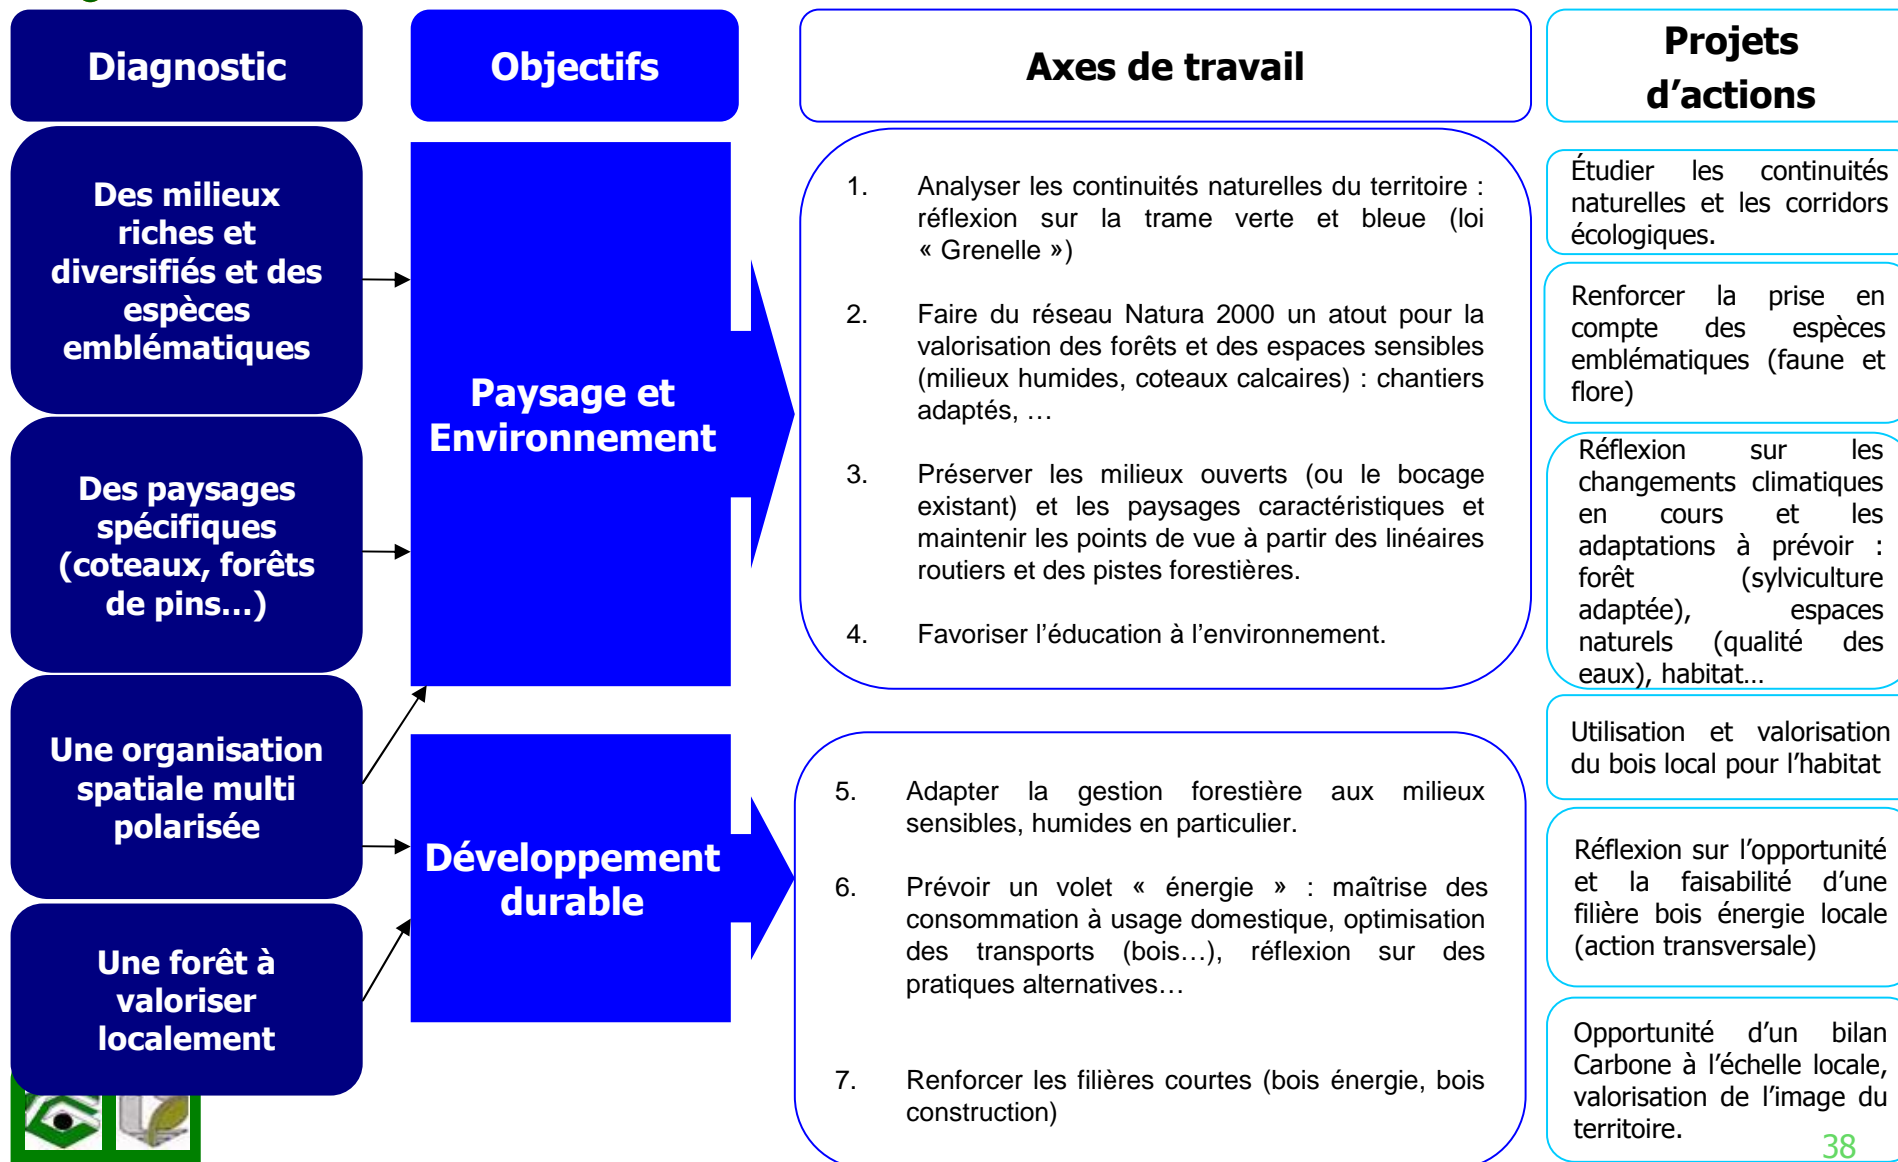 Diagnostic
Objectifs
Axes de travail
Projets
d’actions
Des milieux
riches et
diversifiés et des
espèces
emblématiques
Des paysages
spécifiques
(coteaux, forêts
de pins…)
Une organisation
spatiale multi
polarisée
Une forêt à
valoriser
localement
Paysage et
Environnement
Développement
durable
1. Analyser les continuités naturelles du territoire :
réflexion sur la trame verte et bleue (loi
« Grenelle »)
2. Faire du réseau Natura 2000 un atout pour la
valorisation des forêts et des espaces sensibles
(milieux humides, coteaux calcaires) : chantiers
adaptés, …
3. Préserver les milieux ouverts (ou le bocage
existant) et les paysages caractéristiques et
maintenir les points de vue à partir des linéaires
routiers et des pistes forestières.
4. Favoriser l’éducation à l’environnement.
5. Adapter la gestion forestière aux milieux
sensibles, humides en particulier.
6. Prévoir un volet « énergie » : maîtrise des
consommation à usage domestique, optimisation
des transports (bois…), réflexion sur des
pratiques alternatives…
7. Renforcer les filières courtes (bois énergie, bois
construction)
Étudier les continuités
naturelles et les corridors
écologiques.
Renforcer la prise en
compte des espèces
emblématiques (faune et
flore)
Réflexion sur les
changements climatiques
en cours et les
adaptations à prévoir :
forêt (sylviculture
adaptée), espaces
naturels (qualité des
eaux), habitat…
Utilisation et valorisation
du bois local pour l’habitat
Réflexion sur l’opportunité
et la faisabilité d’une
filière bois énergie locale
(action transversale)
Opportunité d’un bilan
Carbone à l’échelle locale,
valorisation de l’image du
territoire.
38